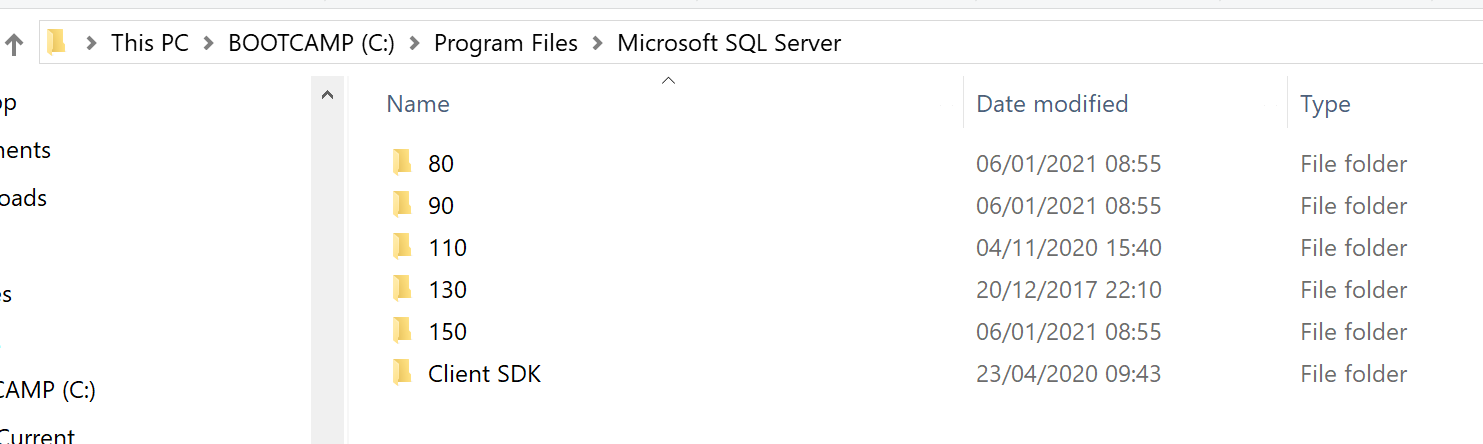 This PC > BOOTCAMP (C:) > Program Files > Microsoft SQL Server
Name Date modified Type
80 06/01/2021 08:55 File folder
90 06/01/2021 08:55 File folder
110 04/11/2020 15:40 File folder
130 20/12/2017 22:10 File folder
150 06/01/2021 08:55 File folder
Client SDK 23/04/2020 09:43 File folder
op
nents
oads
es
CAMP (C:)
Current